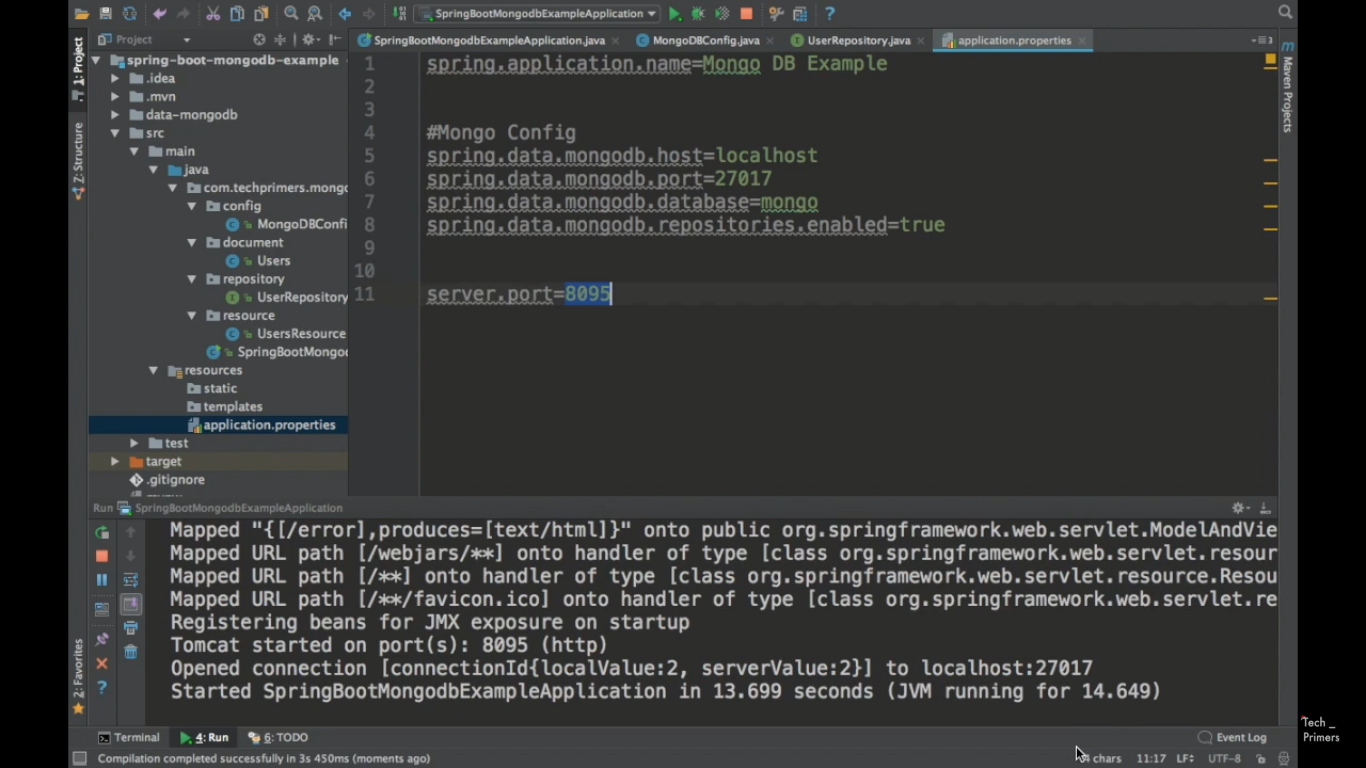 SpringBootMongodbExampleApplication
1: Project
Z: Structure
2: Favorites
Project
spring-boot-mongodb-example
.idea
.mvn
data-mongodb
src
main
java
com.techprimers.mongo
config
MongoDBConfi
document
Users
repository
UserRepository
resource
UsersResource
SpringBootMongo
resources
static
templates
application.properties
test
target
.gitignore
SpringBootMongodbExampleApplication.java
MongoDBConfig.java
UserRepository.java
application.properties
1 spring.application.name=Mongo DB Example
2
3
4 #Mongo Config
5 spring.data.mongodb.host=localhost
6 spring.data.mongodb.port=27017
7 spring.data.mongodb.database=mongo
8 spring.data.mongodb.repositories.enabled=true
9
10
11 server.port=8095
Maven Projects
Run SpringBootMongodbExampleApplication
Mapped "{[/error],produces=[text/html]}" onto public org.springframework.web.servlet.ModelAndVie
Mapped URL path [/webjars/**] onto handler of type [class org.springframework.web.servlet.resour
Mapped URL path [/**] onto handler of type [class org.springframework.web.servlet.resource.Resou
Mapped URL path [/**/favicon.ico] onto handler of type [class org.springframework.web.servlet.re
Registering beans for JMX exposure on startup
Tomcat started on port(s): 8095 (http)
Opened connection [connectionId{localValue:2, serverValue:2}] to localhost:27017
Started SpringBootMongodbExampleApplication in 13.699 seconds (JVM running for 14.649)
Terminal 4: Run 6: TODO Event Log
Compilation completed successfully in 3s 450ms (moments ago) chars 11:17 LF UTF-8
Tech _
Primers